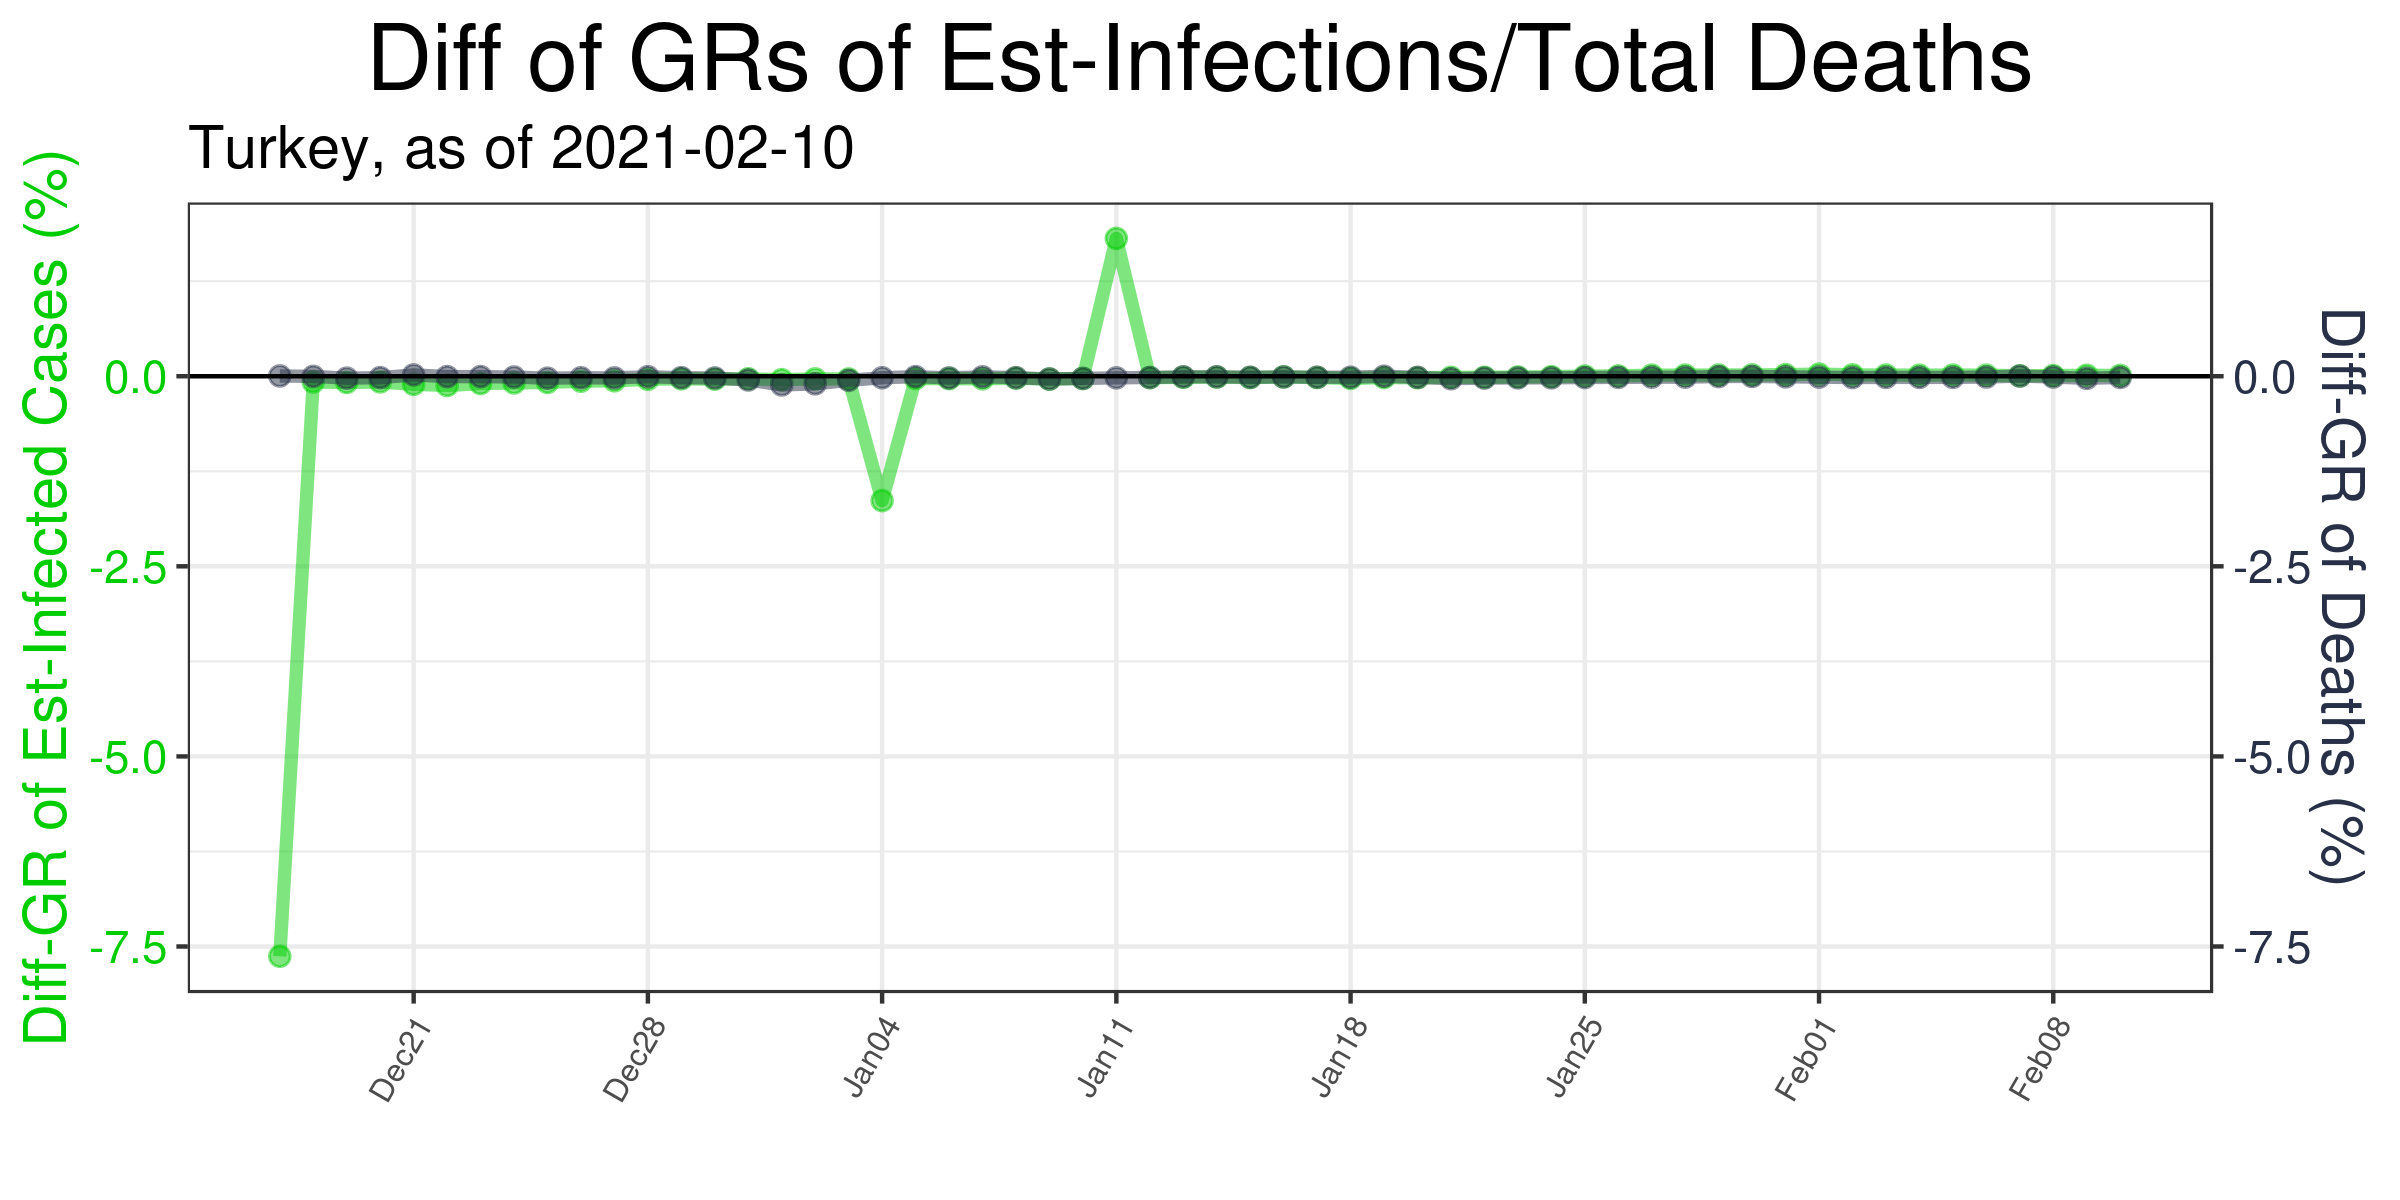 Diff of GRs of Est-Infections/Total Deaths
Turkey, as of 2021-02-10
Diff-GR of Est-Infected Cases (%)
0.0
-2.5
-5.0
-7.5
0.0
-2.5
-5.0
-7.5
Diff-GR of Deaths (%)
Dec21
Dec28
Jan04
Jan11
Jan18
Jan25
Feb01
Feb08